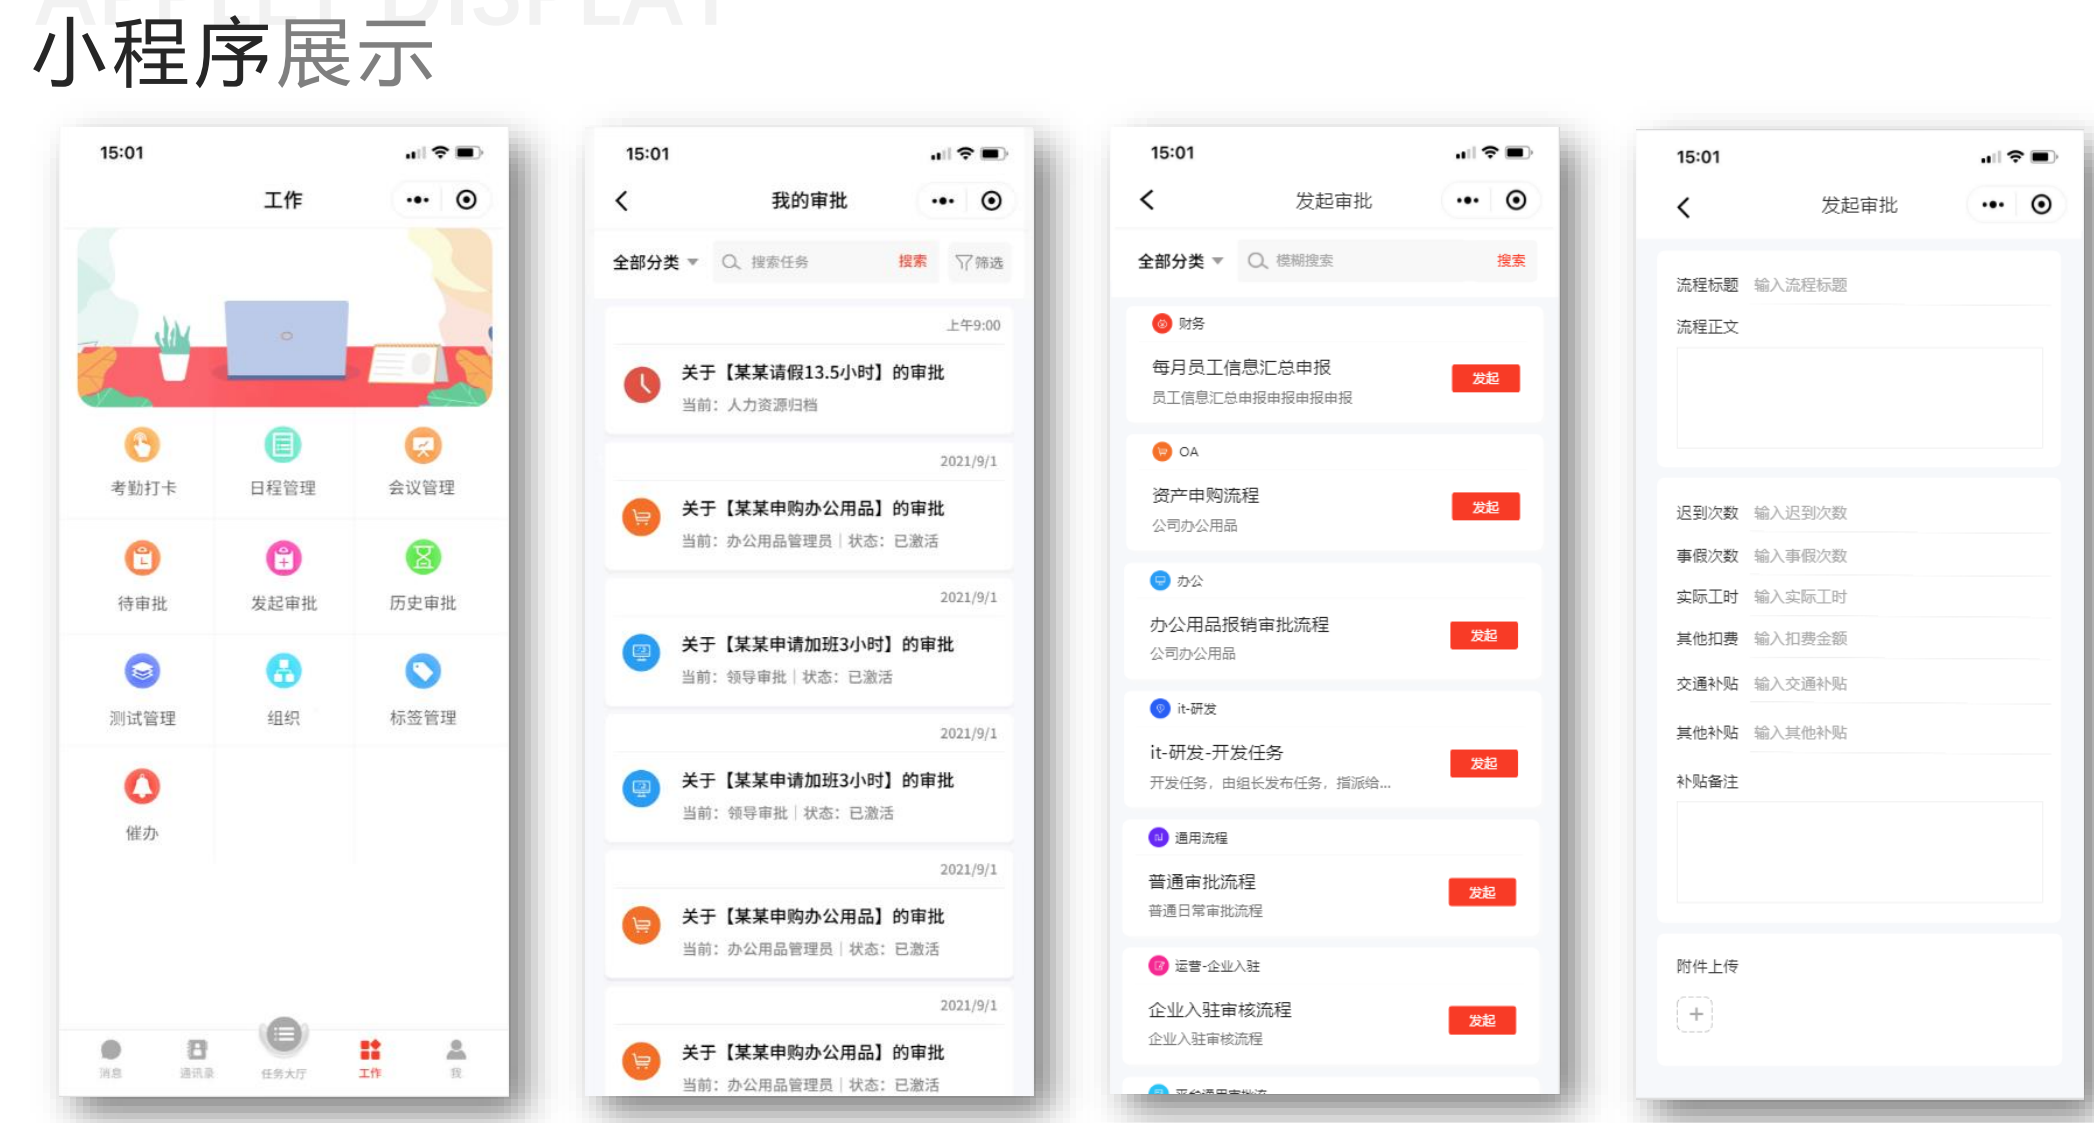 APPLET DISPLAY
小程序展示
15:01
工作
考勤打卡
日程管理
会议管理
待审批
发起审批
历史审批
测试管理
组织
标签管理
催办
消息
通讯录
任务大厅
工作
我
15:01
我的审批
全部分类
搜索任务
搜索
筛选
上午9:00
关于【某某请假13.5小时】的审批
当前：人力资源归档
2021/9/1
关于【某某申购办公用品】的审批
当前：办公用品管理员｜状态：已激活
2021/9/1
关于【某某申请加班3小时】的审批
当前：领导审批｜状态：已激活
2021/9/1
关于【某某申请加班3小时】的审批
当前：领导审批｜状态：已激活
2021/9/1
关于【某某申购办公用品】的审批
当前：办公用品管理员｜状态：已激活
2021/9/1
关于【某某申购办公用品】的审批
当前：办公用品管理员｜状态：已激活
15:01
发起审批
全部分类
模糊搜索
搜索
财务
每月员工信息汇总申报
员工信息汇总申报申报申报申报
发起
OA
资产申购流程
公司办公用品
发起
办公
办公用品报销审批流程
公司办公用品
发起
it-研发
it-研发-开发任务
开发任务，由组长发布任务，指派给...
发起
通用流程
普通审批流程
普通日常审批流程
发起
运营-企业入驻
企业入驻审核流程
企业入驻审核流程
发起
15:01
发起审批
流程标题 输入流程标题
流程正文
迟到次数 输入迟到次数
事假次数 输入事假次数
实际工时 输入实际工时
其他扣费 输入扣费金额
交通补贴 输入交通补贴
其他补贴 输入其他补贴
补贴备注
附件上传